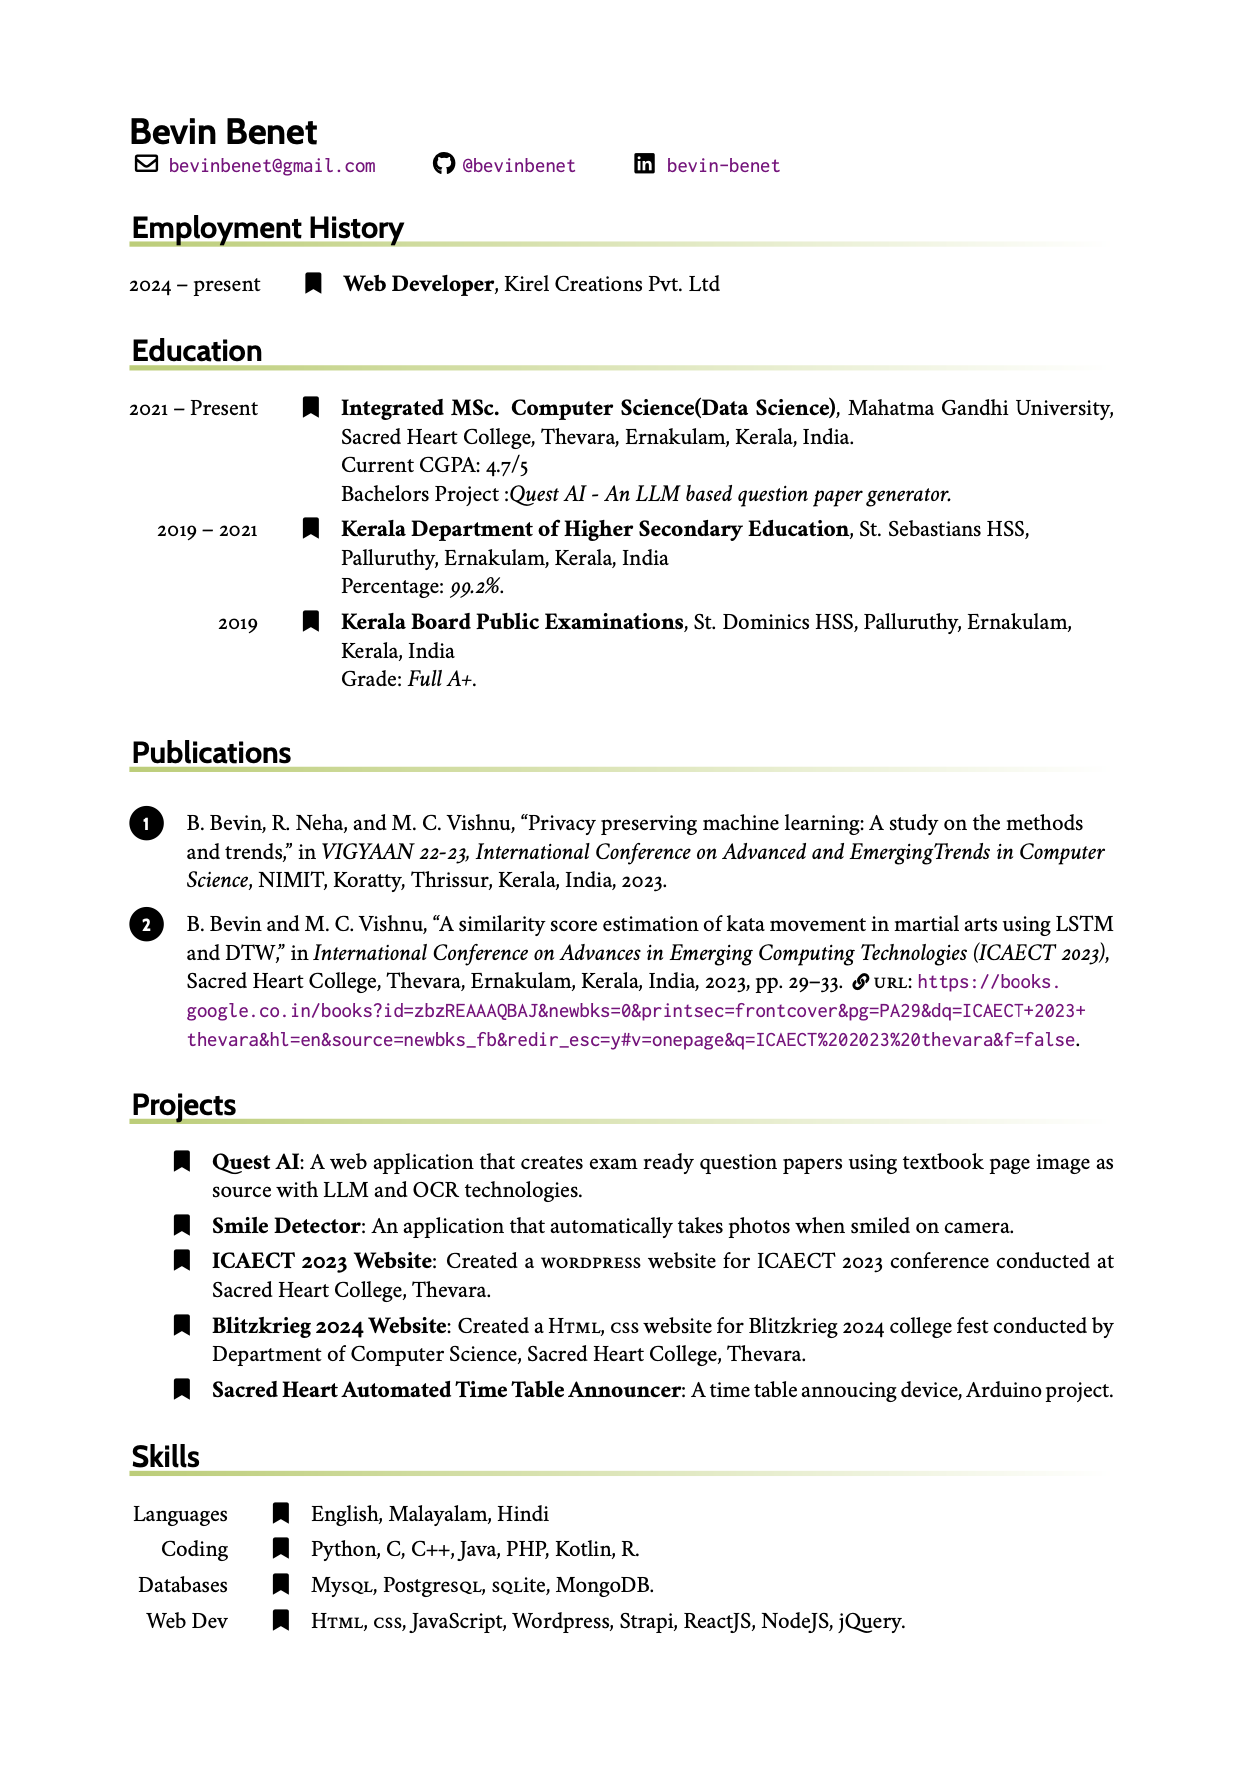 Bevin Benet
bevinbenet@gmail.com @bevinbenet bevin-benet
Employment History
2024 – present Web Developer, Kirel Creations Pvt. Ltd
Education
2021 – Present Integrated MSc. Computer Science(Data Science), Mahatma Gandhi University,
Sacred Heart College, Thevara, Ernakulam, Kerala, India.
Current CGPA: 4.7/5
Bachelors Project :Quest AI - An LLM based question paper generator.
2019 – 2021 Kerala Department of Higher Secondary Education, St. Sebastians HSS,
Palluruthy, Ernakulam, Kerala, India
Percentage: 99.2%.
2019 Kerala Board Public Examinations, St. Dominics HSS, Palluruthy, Ernakulam,
Kerala, India
Grade: Full A+.
Publications
1 B. Bevin, R. Neha, and M. C. Vishnu, “Privacy preserving machine learning: A study on the methods
and trends,” in VIGYAAN 22-23, International Conference on Advanced and EmergingTrends in Computer
Science, NIMIT, Koratty, Thrissur, Kerala, India, 2023.
2 B. Bevin and M. C. Vishnu, “A similarity score estimation of kata movement in martial arts using LSTM
and DTW,” in International Conference on Advances in Emerging Computing Technologies (ICAECT 2023),
Sacred Heart College, Thevara, Ernakulam, Kerala, India, 2023, pp. 29–33. URL: https://books.
google.co.in/books?id=zbzREAAAQBAJ&newbks=0&printsec=frontcover&pg=PA29&dq=ICAECT+2023+
thevara&hl=en&source=newbks_fb&redir_esc=y#v=onepage&q=ICAECT%202023%20thevara&f=false.
Projects
Quest AI: A web application that creates exam ready question papers using textbook page image as
source with LLM and OCR technologies.
Smile Detector: An application that automatically takes photos when smiled on camera.
ICAECT 2023 Website: Created a WORDPRESS website for ICAECT 2023 conference conducted at
Sacred Heart College, Thevara.
Blitzkrieg 2024 Website: Created a HTML, CSS website for Blitzkrieg 2024 college fest conducted by
Department of Computer Science, Sacred Heart College, Thevara.
Sacred Heart Automated Time Table Announcer: A time table annoucing device, Arduino project.
Skills
Languages English, Malayalam, Hindi
Coding Python, C, C++, Java, PHP, Kotlin, R.
Databases MysQL, PostgresQL, sQLite, MongoDB.
Web Dev HTML, CSS, JavaScript, Wordpress, Strapi, ReactJS, NodeJS, jQuery.